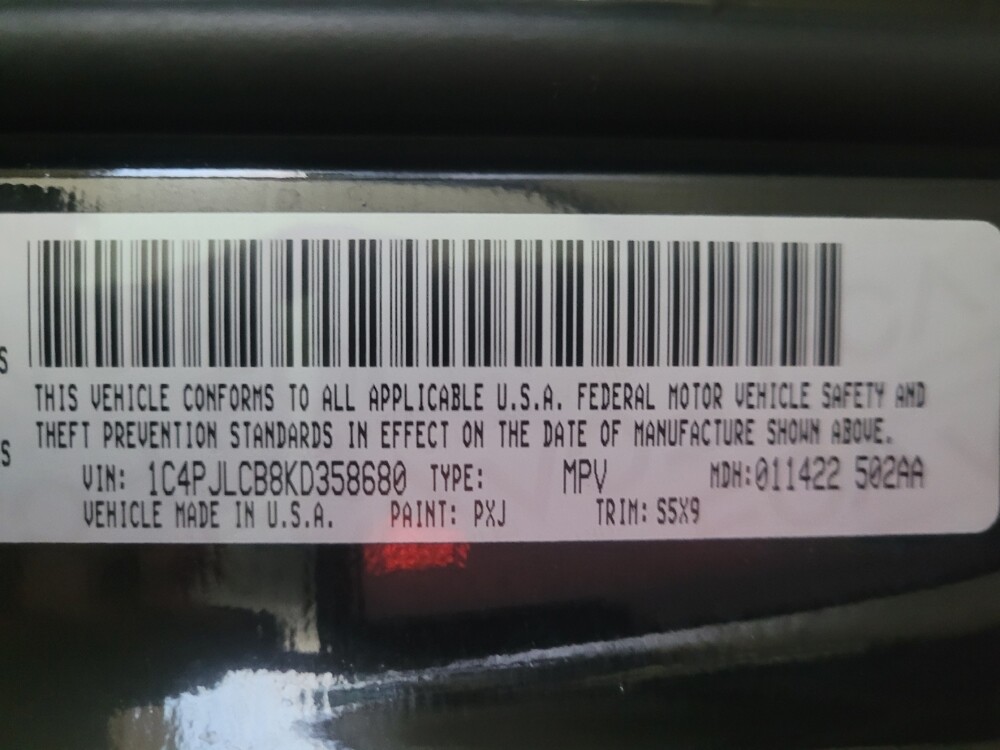 S
THIS VEHICLE CONFORMS TO ALL APPLICABLE U.S.A. FEDERAL MOTOR VEHICLE SAFETY AND
S
THEFT PREVENTION STANDARDS IN EFFECT ON THE DATE OF MANUFACTURE SHOWN ABOVE.
VIN: 1C4PJLCB8KD358680 TYPE: MPV MDH:011422 502AA
VEHICLE MADE IN U.S.A. PAINT: PXJ TRIM: S5X9